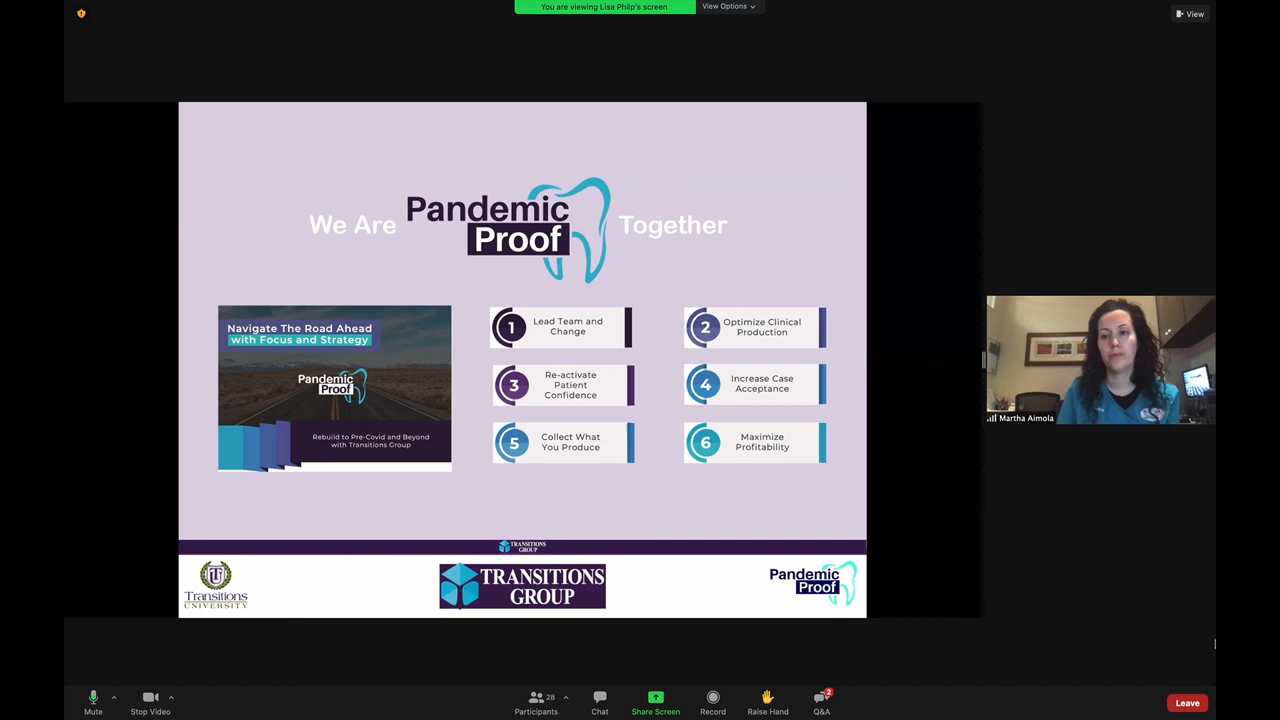 You are viewing Lisa Philp's screen
View Options
View
We Are
Pandemic
Proof
Together
Navigate The Road Ahead
with Focus and Strategy
Pandemic
Proof
Rebuild to Pre-Covid and Beyond
with Transitions Group
1
Lead Team and
Change
2
Optimize Clinical
Production
3
Re-activate
Patient
Confidence
4
Increase Case
Acceptance
5
Collect What
You Produce
6
Maximize
Profitability
Martha Aimola
TRANSITIONS
GROUP
TU
Transitions
UNIVERSITY
TRANSITIONS
GROUP
Pandemic
Proof
Mute
Stop Video
28
Participants
Chat
Share Screen
Record
Raise Hand
2
Q&A
Leave